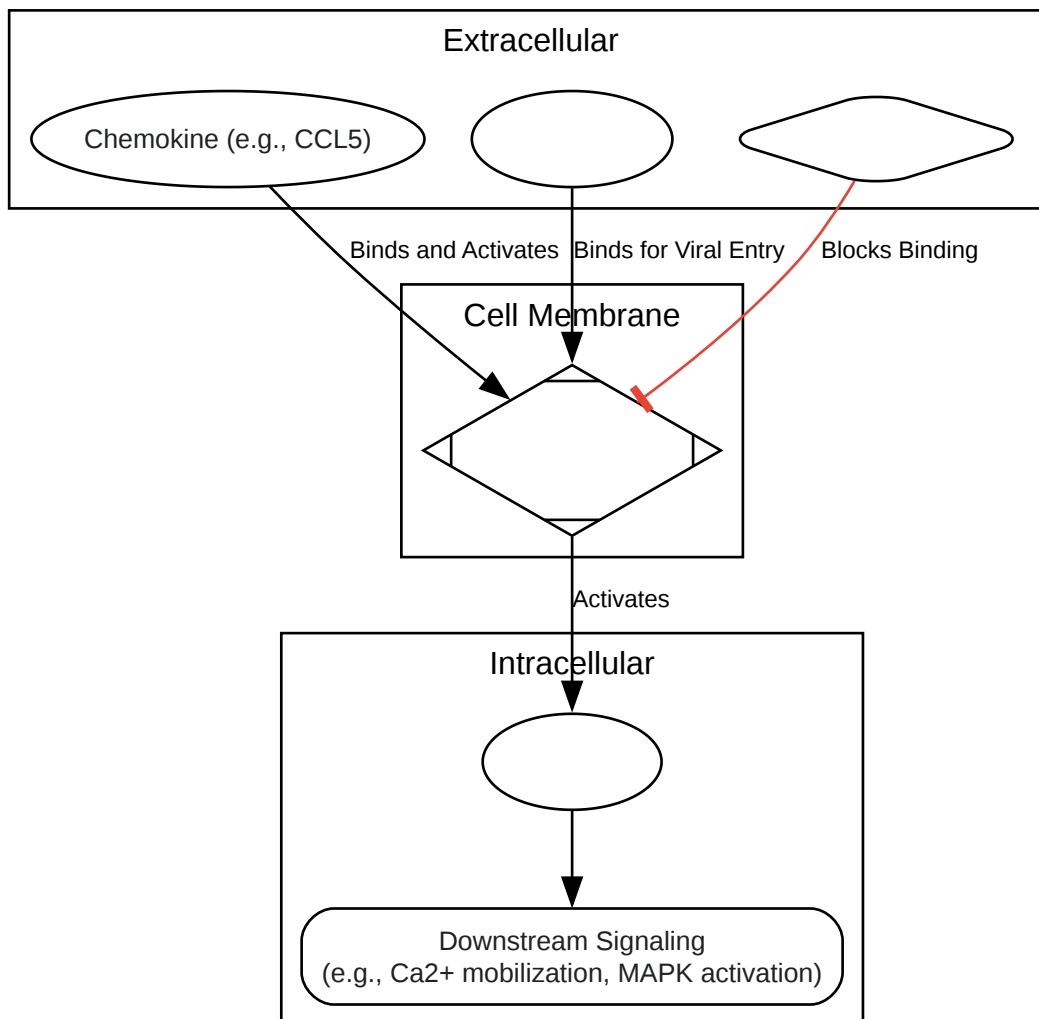 Extracellular
Chemokine (e.g., CCL5)
Binds and Activates
Binds for Viral Entry
Blocks Binding
Cell Membrane
Activates
Intracellular
Downstream Signaling
(e.g., Ca2+ mobilization, MAPK activation)